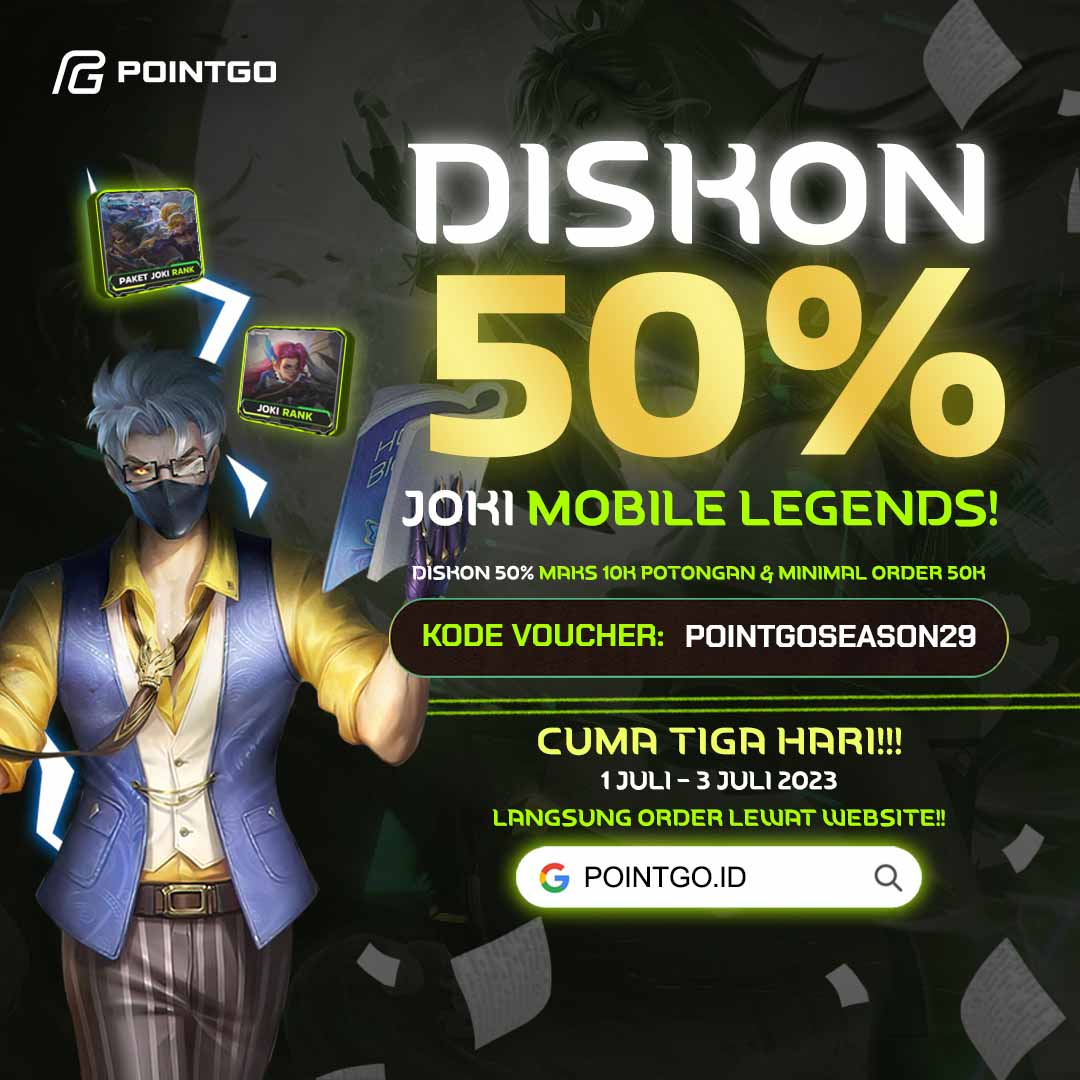 POINTGO
DISKON
50%
PAKET JOKI RANK
JOKI RANK
JOKI MOBILE LEGENDS!
DISKON 50% MAKS 10K POTONGAN & MINIMAL ORDER 50K
KODE VOUCHER: POINTGOSEASON29
CUMA TIGA HARI!!!
1 JULI - 3 JULI 2023
LANGSUNG ORDER LEWAT WEBSITE!!
POINTGO.ID